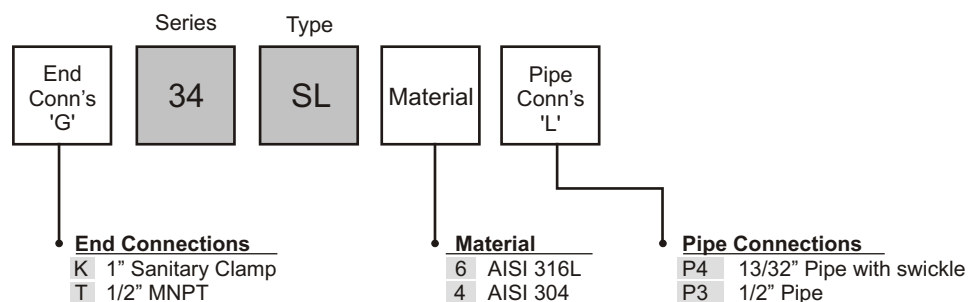 Series Type
End Conn's 'G'
34
SL
Material
Pipe Conn's 'L'
End Connections
K 1” Sanitary Clamp
T 1/2” MNPT
Material
6 AISI 316L
4 AISI 304
Pipe Connections
P4 13/32” Pipe with swickle
P3 1/2” Pipe